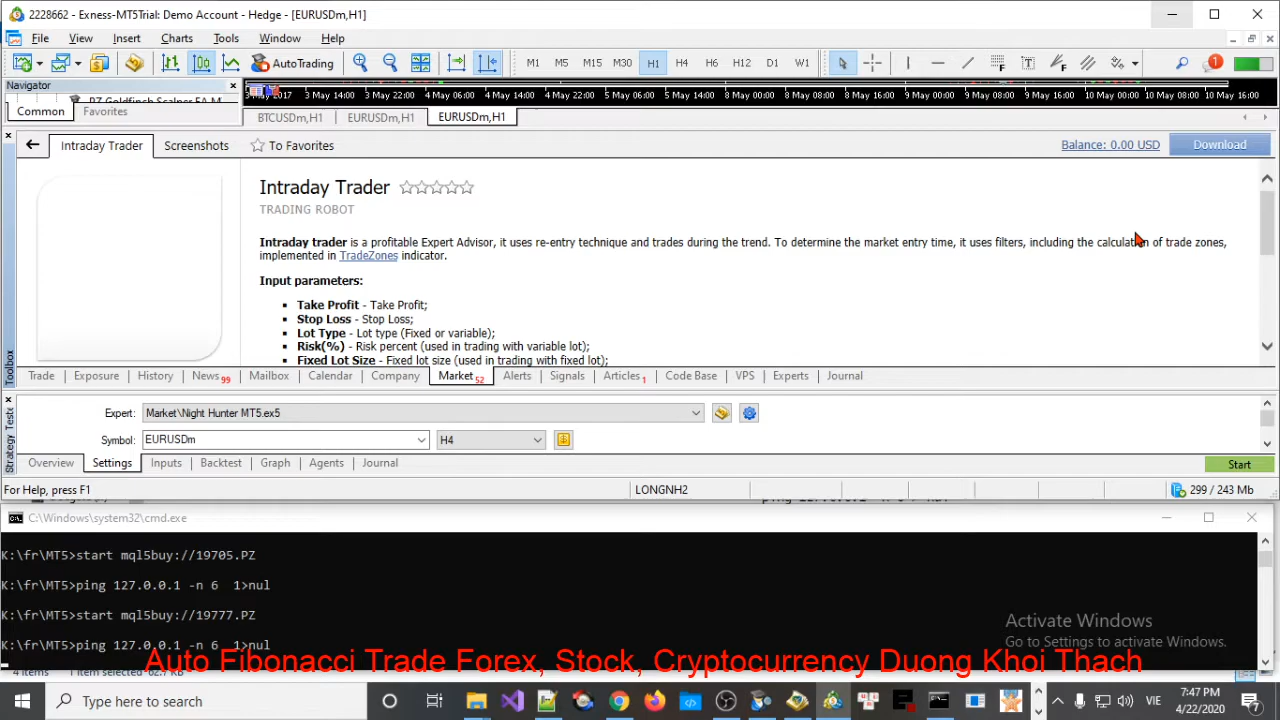 2228662 - Exness-MT5Trial: Demo Account - Hedge - [EURUSDm,H1]
File View Insert Charts Tools Window Help
AutoTrading M1 M5 M15 M30 H1 H4 H6 H12 D1 W1 1
Navigator
3 May 14:00 3 May 22:00 4 May 06:00 4 May 14:00 4 May 22:00 5 May 06:00 5 May 14:00 8 May 00:00 8 May 08:00 8 May 16:00 9 May 00:00 9 May 08:00 9 May 16:00 10 May 00:00 10 May 08:00 10 May 16:00
PZ Goldfinch Scalper EA M
Common Favorites
BTCUSDm,H1 EURUSDm,H1 EURUSDm,H1
Intraday Trader Screenshots To Favorites Balance: 0.00 USD Download
Intraday Trader
TRADING ROBOT
Intraday trader is a profitable Expert Advisor, it uses re-entry technique and trades during the trend. To determine the market entry time, it uses filters, including the calculation of trade zones,
implemented in TradeZones indicator.
Input parameters:
Take Profit - Take Profit;
Stop Loss - Stop Loss;
Lot Type - Lot type (Fixed or variable);
Risk(%) - Risk percent (used in trading with variable lot);
Fixed Lot Size - Fixed lot size (used in trading with fixed lot);
Toolbox
Trade Exposure History News 99 Mailbox Calendar Company Market 52 Alerts Signals Articles 1 Code Base VPS Experts Journal
Expert: Market\Night Hunter MT5.ex5
Symbol: EURUSDm H4
Overview Settings Inputs Backtest Graph Agents Journal Start
For Help, press F1 LONGNH2 299 / 243 Mb
C:\Windows\system32\cmd.exe
K:\fr\MT5>start mql5buy://19705.PZ
K:\fr\MT5>ping 127.0.0.1 -n 6 1>nul
K:\fr\MT5>start mql5buy://19777.PZ
K:\fr\MT5>ping 127.0.0.1 -n 6 1>nul
Activate Windows
Go to Settings to activate Windows.
Auto Fibonacci Trade Forex, Stock, Cryptocurrency Duong Khoi Thach
Type here to search
VIE
7:47 PM
4/22/2020
7